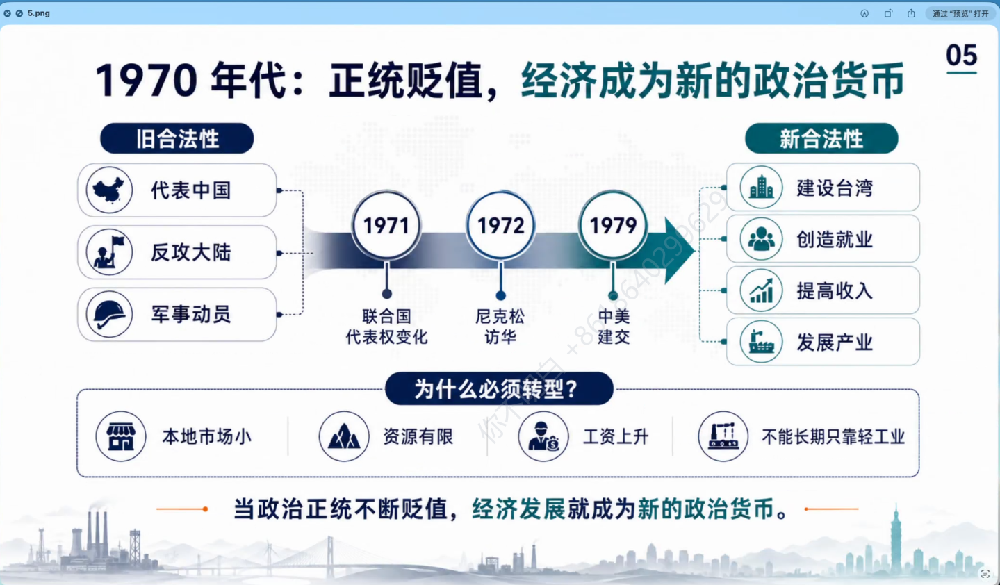 5.png
通过“预览”打开
05
1970 年代：正统贬值，经济成为新的政治货币
旧合法性
代表中国
反攻大陆
军事动员
1971
联合国
代表权变化
1972
尼克松
访华
1979
中美
建交
新合法性
建设台湾
创造就业
提高收入
发展产业
为什么必须转型？
本地市场小
资源有限
工资上升
不能长期只靠轻工业
当政治正统不断贬值，经济发展就成为新的政治货币。